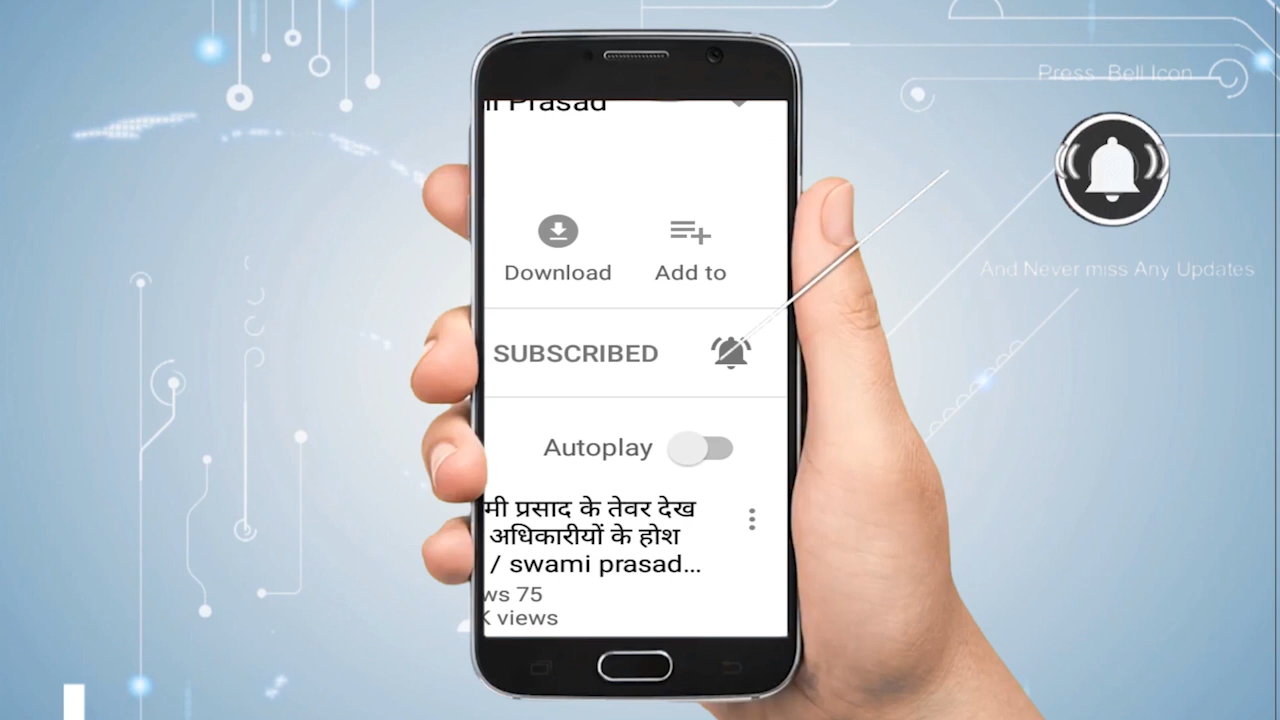 Prasad
Press Bell Icon
Download
Add to
And Never miss Any Updates
SUBSCRIBED
Autoplay
मी प्रसाद के तेवर देख
अधिकारीयों के होश
/ swami prasad...
ws 75
K views